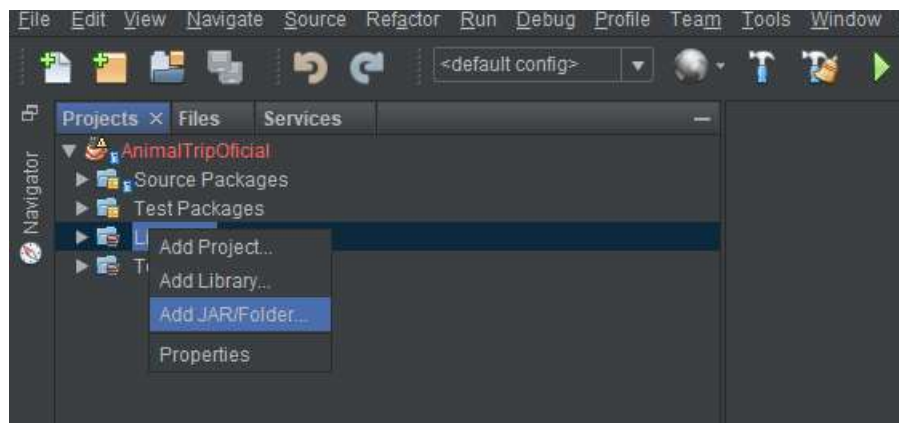 File Edit View Navigate Source Refactor Run Debug Profile Team Tools Window
<default config>
Projects × Files Services
Navigator
AnimalTripOficial
Source Packages
Test Packages
Add Project...
Add Library...
Add JAR/Folder...
Properties